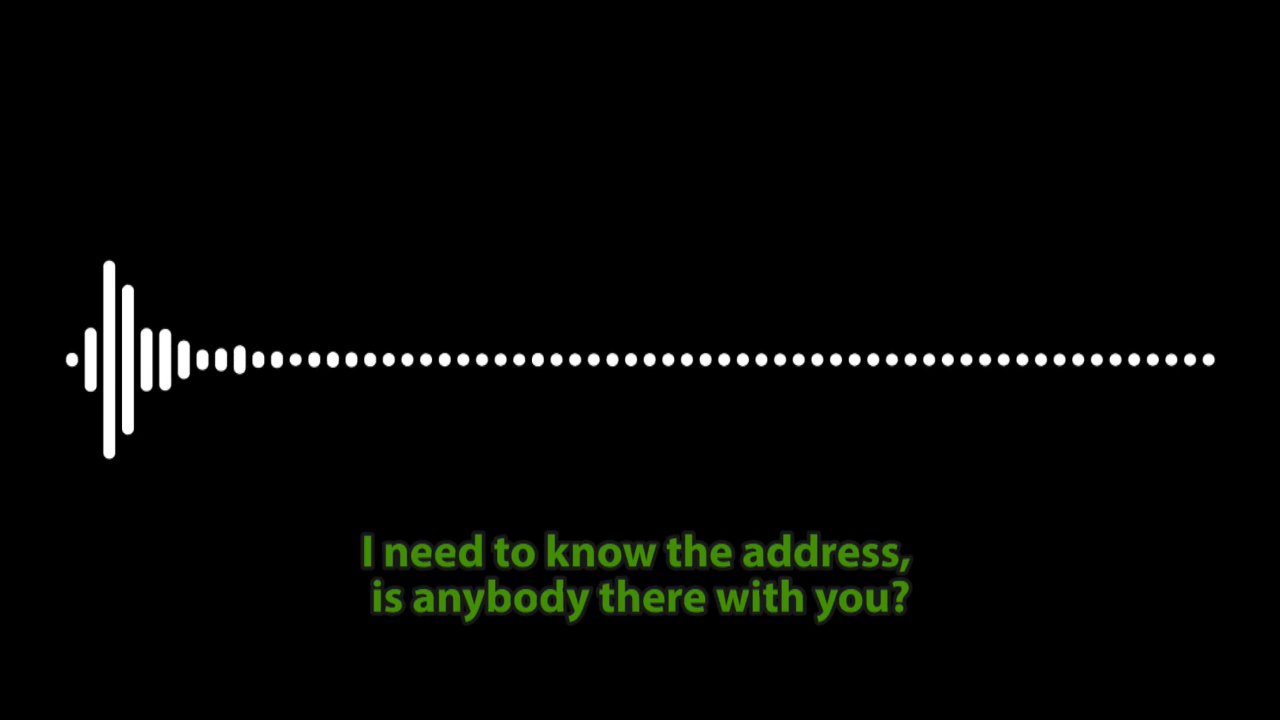 I need to know the address,
is anybody there with you?